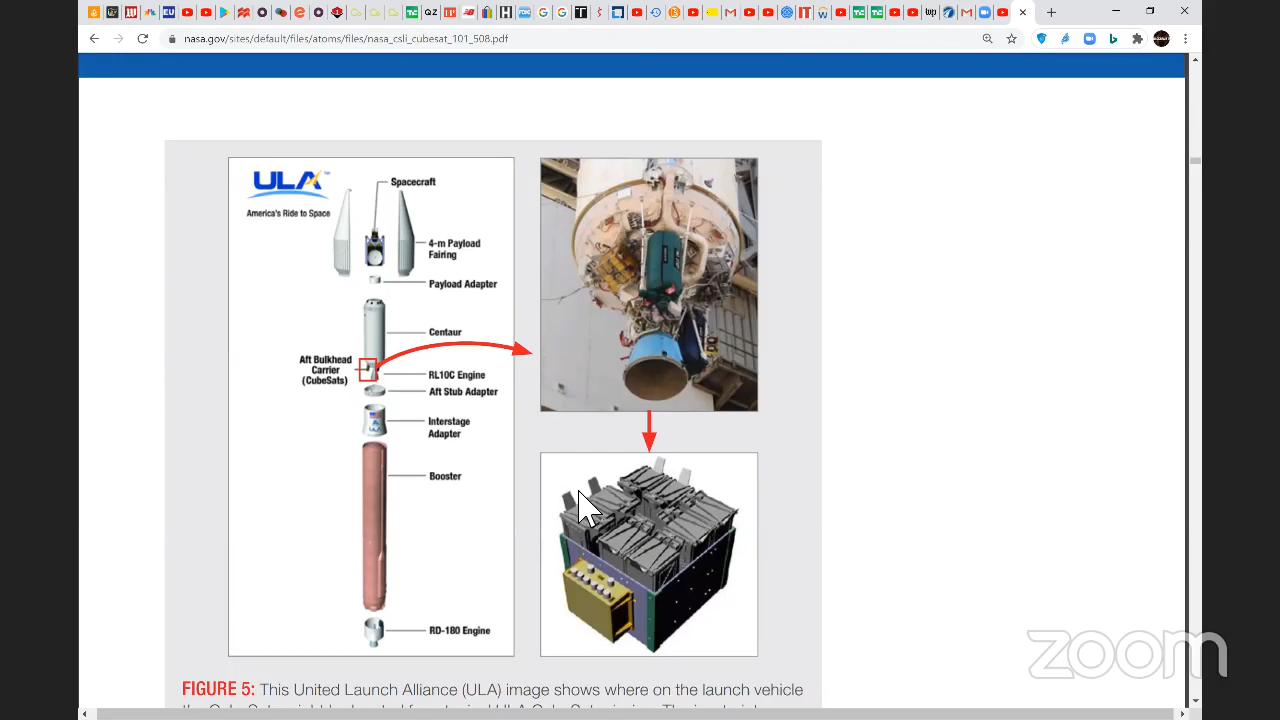 nasa.gov/sites/default/files/atoms/files/nasa_csli_cubesat_101_508.pdf
ULA
America's Ride to Space
Spacecraft
4-m Payload
Fairing
Payload Adapter
Centaur
Aft Bulkhead
Carrier
(CubeSats)
RL10C Engine
Aft Stub Adapter
Interstage
Adapter
Booster
RD-180 Engine
FIGURE 5: This United Launch Alliance (ULA) image shows where on the launch vehicle
zoom